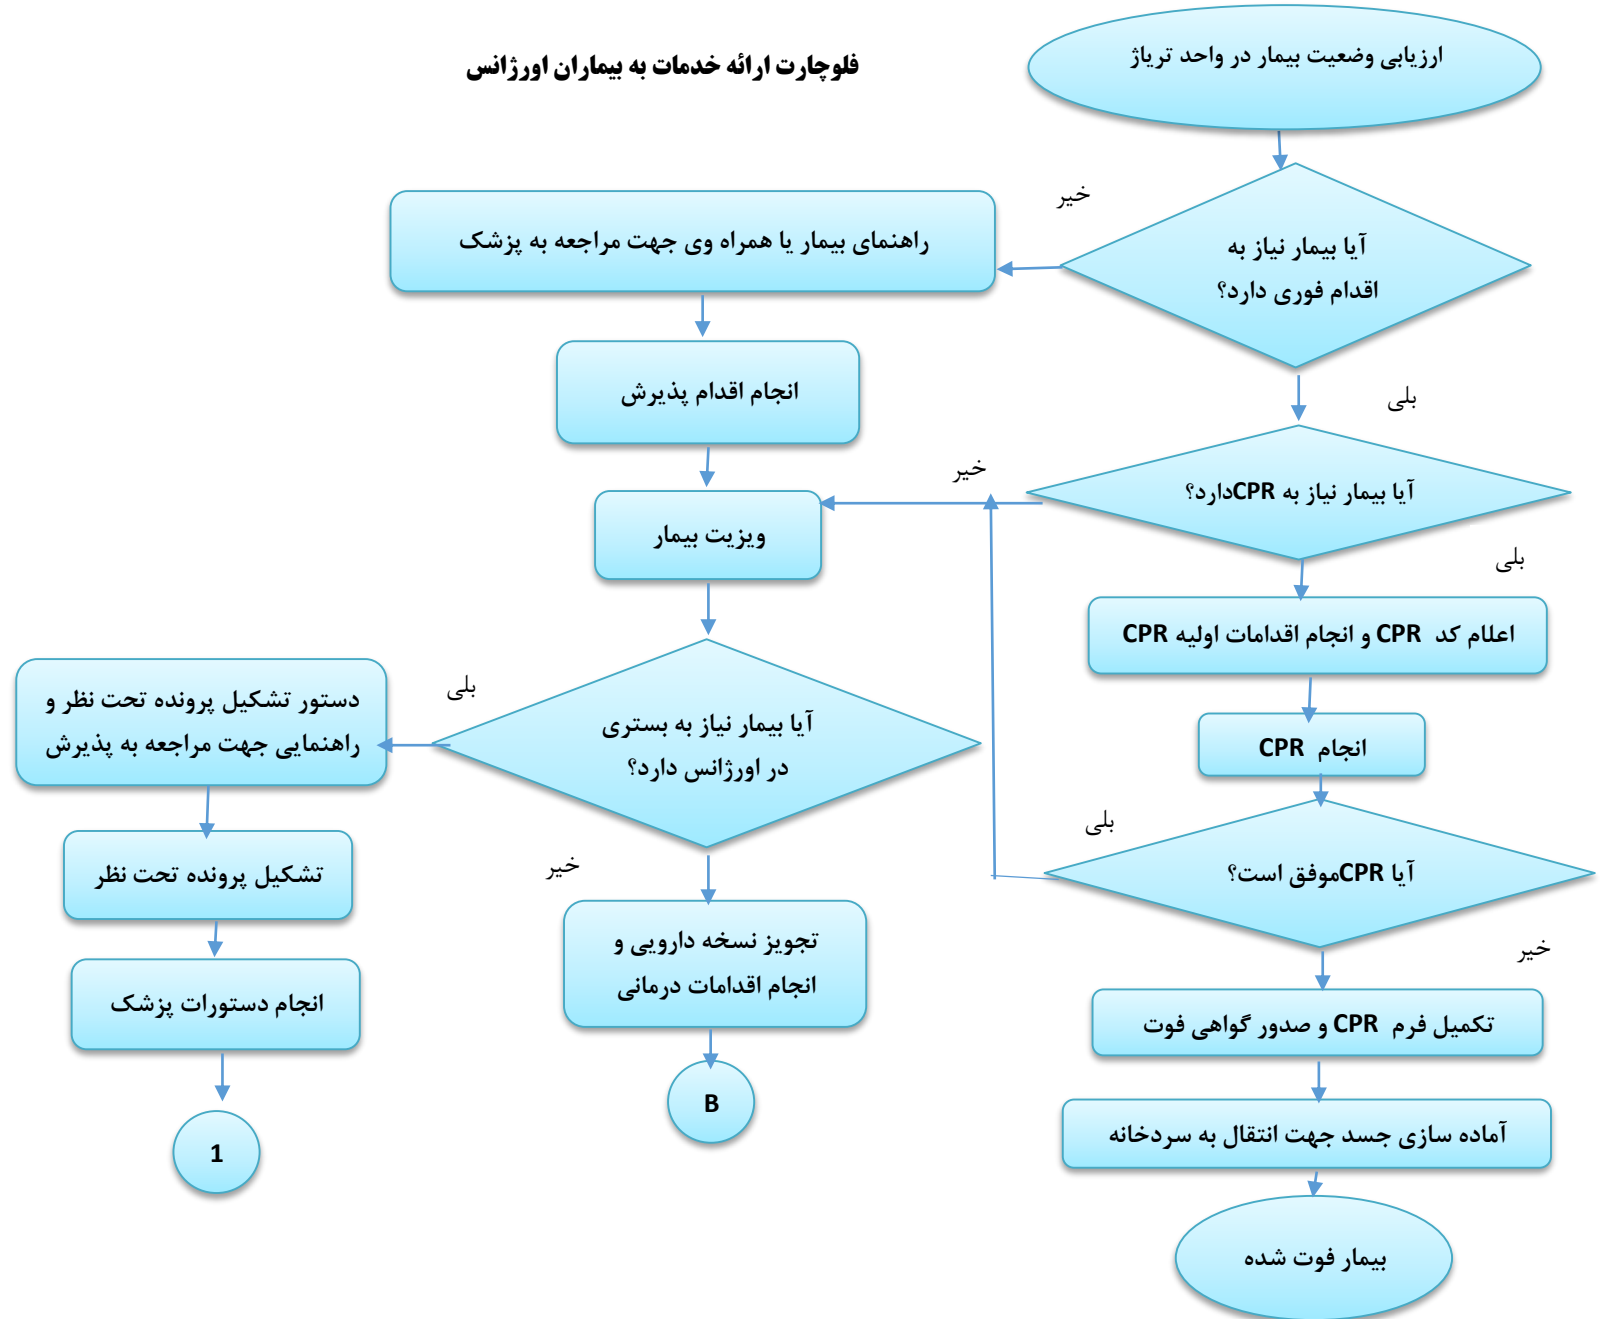 فلوچارت ارائه خدمات به بیماران اورژانس
ارزیابی وضعیت بیمار در واحد تریاژ
آیا بیمار نیاز به
اقدام فوری دارد؟
خیر
راهنمای بیمار یا همراه وی جهت مراجعه به پزشک
انجام اقدام پذیرش
بلی
آیا بیمار نیاز به CPRدارد؟
خیر
ویزیت بیمار
بلی
اعلام کد CPR و انجام اقدامات اولیه CPR
انجام CPR
آیا CPRموفق است؟
بلی
خیر
تکمیل فرم CPR و صدور گواهی فوت
آماده سازی جسد جهت انتقال به سردخانه
بیمار فوت شده
آیا بیمار نیاز به بستری
در اورژانس دارد؟
بلی
خیر
تجویز نسخه دارویی و
انجام اقدامات درمانی
B
دستور تشکیل پرونده تحت نظر و
راهنمایی جهت مراجعه به پذیرش
تشکیل پرونده تحت نظر
انجام دستورات پزشک
1